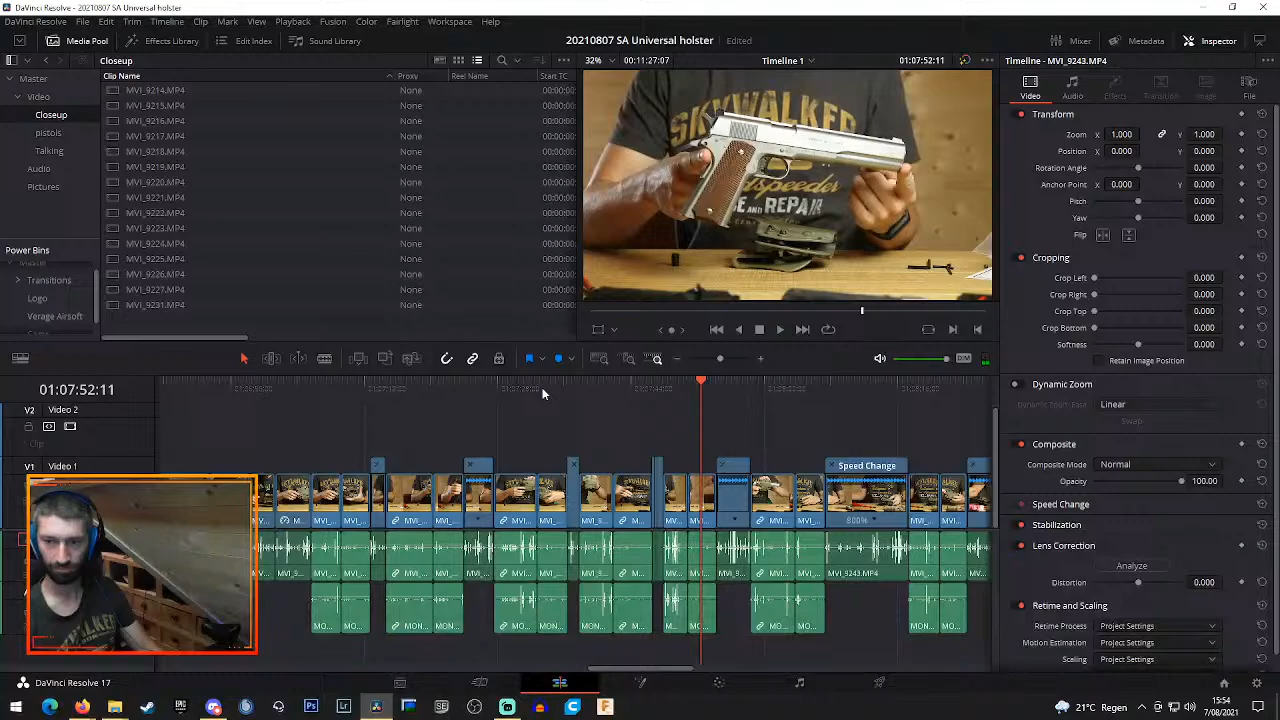 DaVinci Resolve - 20210807 SA Universal holster
DaVinci Resolve File Edit Trim Timeline Clip Mark View Playback Fusion Color Fairlight Workspace Help
Media Pool Effects Library Edit Index Sound Library 20210807 SA Universal holster Edited Mixer Metadata Inspector
Closeup 32% 00:11:27:07 Timeline 1 01:07:52:11 Timeline - MVI_9243.MP4
Master Clip Name Proxy Reel Name Start TC
Video MVI_9214.MP4 None 00:00:00
Closeup MVI_9215.MP4 None 00:00:00
pistols MVI_9216.MP4 None 00:00:00
Talking MVI_9217.MP4 None 00:00:00
Audio MVI_9218.MP4 None 00:00:00
Pictures MVI_9219.MP4 None 00:00:00
MVI_9220.MP4 None 00:00:00
MVI_9221.MP4 None 00:00:00
MVI_9222.MP4 None 00:00:00
MVI_9223.MP4 None 00:00:00
MVI_9224.MP4 None 00:00:00
MVI_9225.MP4 None 00:00:00
MVI_9226.MP4 None 00:00:00
MVI_9227.MP4 None 00:00:00
MVI_9231.MP4 None 00:00:00
Power Bins
Master
Transitions
Logo
Verage Airsoft
SKYWALKER
dspeeder
AND REPAIR
Video Audio Effects Transition Image File
Transform
Zoom X 1.000 Y 1.000
Position X 0.000 Y 0.000
Rotation Angle 0.000
Anchor Point X 0.000 Y 0.000
Pitch 0.000
Yaw 0.000
Flip
Cropping
Crop Left 0.000
Crop Right 0.000
Crop Top 0.000
Crop Bottom 0.000
Softness 0.000
Retain Image Position
Dynamic Zoom
Dynamic Zoom Ease Linear
Swap
Composite
Composite Mode Normal
Opacity 100.00
Speed Change
Stabilization
Lens Correction
Analyze
Distortion 0.000
Retime and Scaling
Retime Process Project Settings
Motion Estimation Project Settings
Scaling Project Settings
DIM
01:07:52:11
V2 Video 2
Clip
V1 Video 1
Speed Change
800%
MVI_9243.MP4
DaVinci Resolve 17
21°C Regen 15:54
7/08/2021